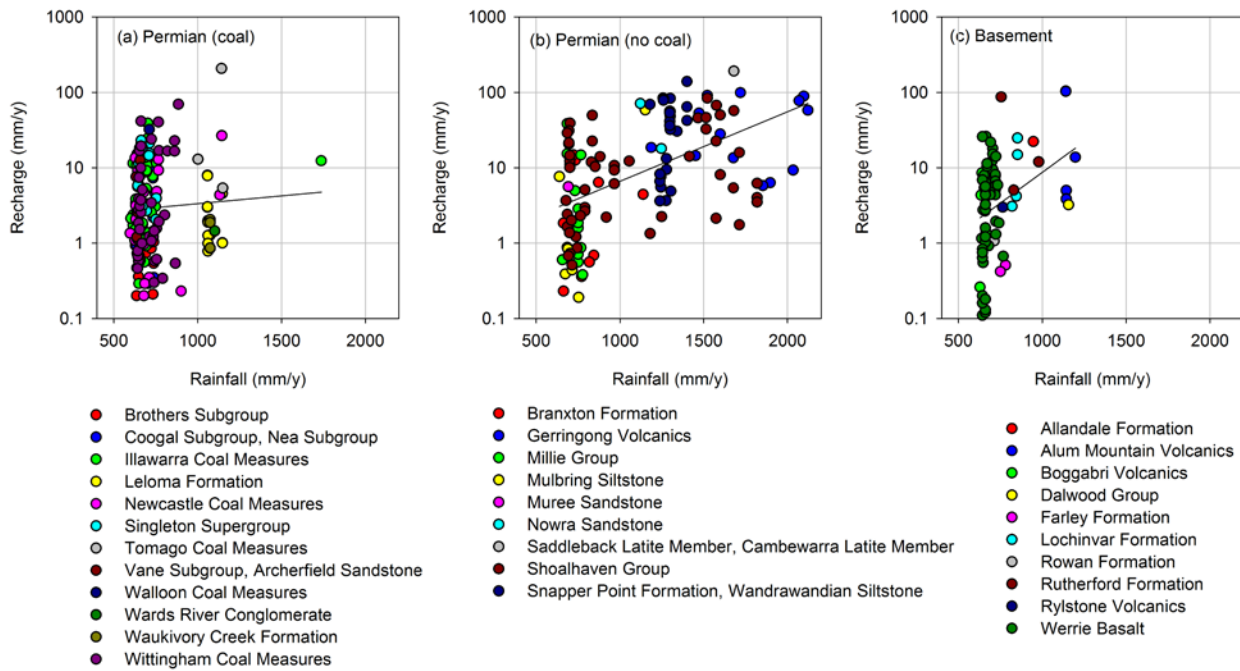 (a) Permian (coal)
Recharge (mm/y)
1000
100
10
1
0.1
500
1000
1500
2000
Rainfall (mm/y)
Brothers Subgroup
Coogal Subgroup, Nea Subgroup
Illawarra Coal Measures
Leloma Formation
Newcastle Coal Measures
Singleton Supergroup
Tomago Coal Measures
Vane Subgroup, Archerfield Sandstone
Walloon Coal Measures
Wards River Conglomerate
Waukivory Creek Formation
Wittingham Coal Measures
(b) Permian (no coal)
Recharge (mm/y)
1000
100
10
1
0.1
500
1000
1500
2000
Rainfall (mm/y)
Branxton Formation
Gerringong Volcanics
Millie Group
Mulbring Siltstone
Muree Sandstone
Nowra Sandstone
Saddleback Latite Member, Cambewarra Latite Member
Shoalhaven Group
Snapper Point Formation, Wandrawandian Siltstone
(c) Basement
Recharge (mm/y)
1000
100
10
1
0.1
500
1000
1500
2000
Rainfall (mm/y)
Allandale Formation
Alum Mountain Volcanics
Boggabri Volcanics
Dalwood Group
Farley Formation
Lochinvar Formation
Rowan Formation
Rutherford Formation
Rylstone Volcanics
Werrie Basalt